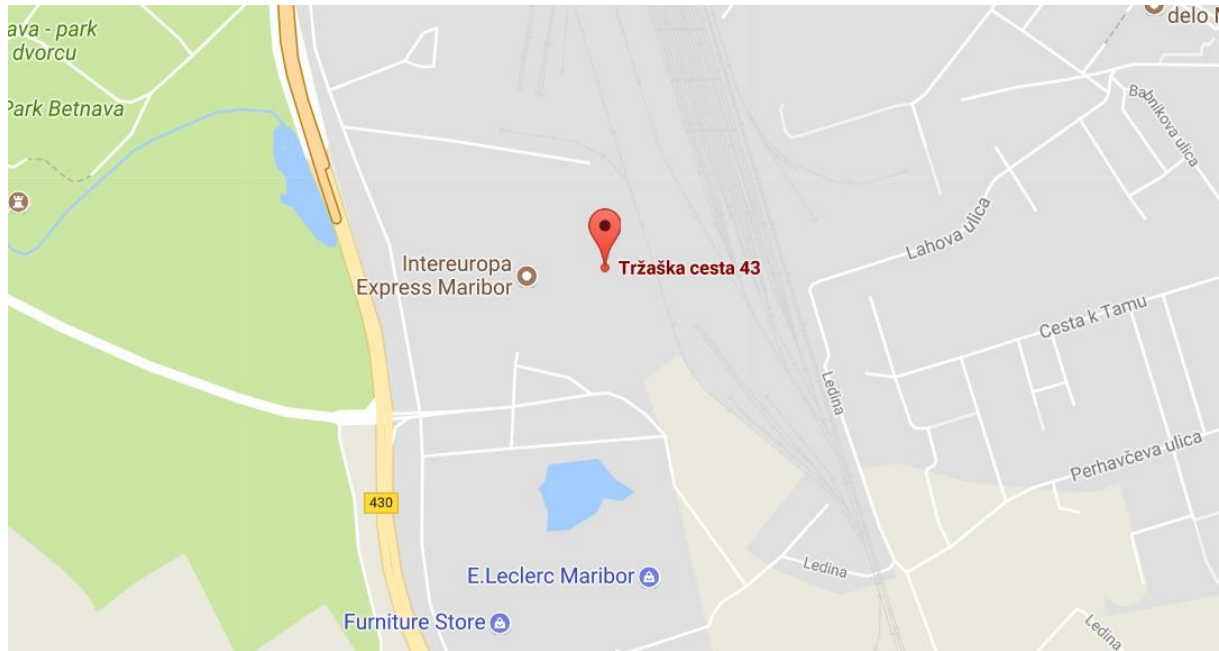 delo
ava - park
dvorcu
Park Betnava
Babnikova ulica
Lahova ulica
Intereuropa
Express Maribor
Tržaška cesta 43
Cesta k Tamu
Ledina
Perhavčeva ulica
430
Ledina
E.Leclerc Maribor
Furniture Store
Ledina